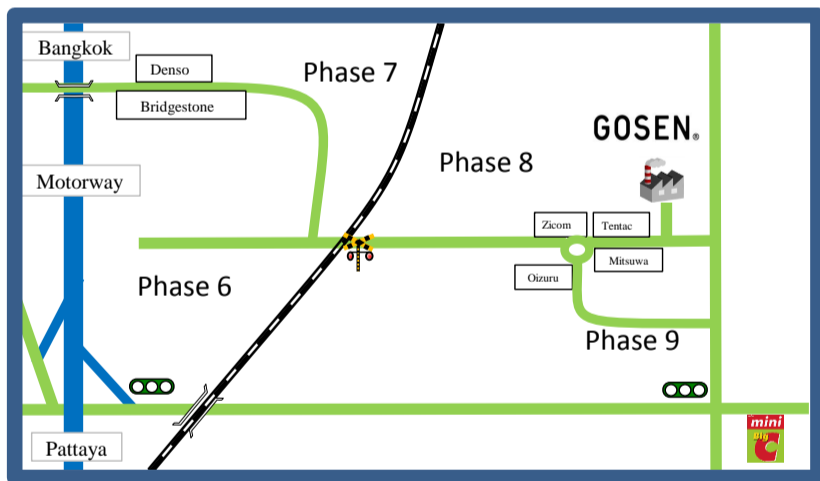 Bangkok
Denso
Phase 7
Bridgestone
GOSEN®
Phase 8
Motorway
Zicom
Tentac
Mitsuwa
Oizuru
Phase 6
Phase 9
Pattaya
mini
Big
C